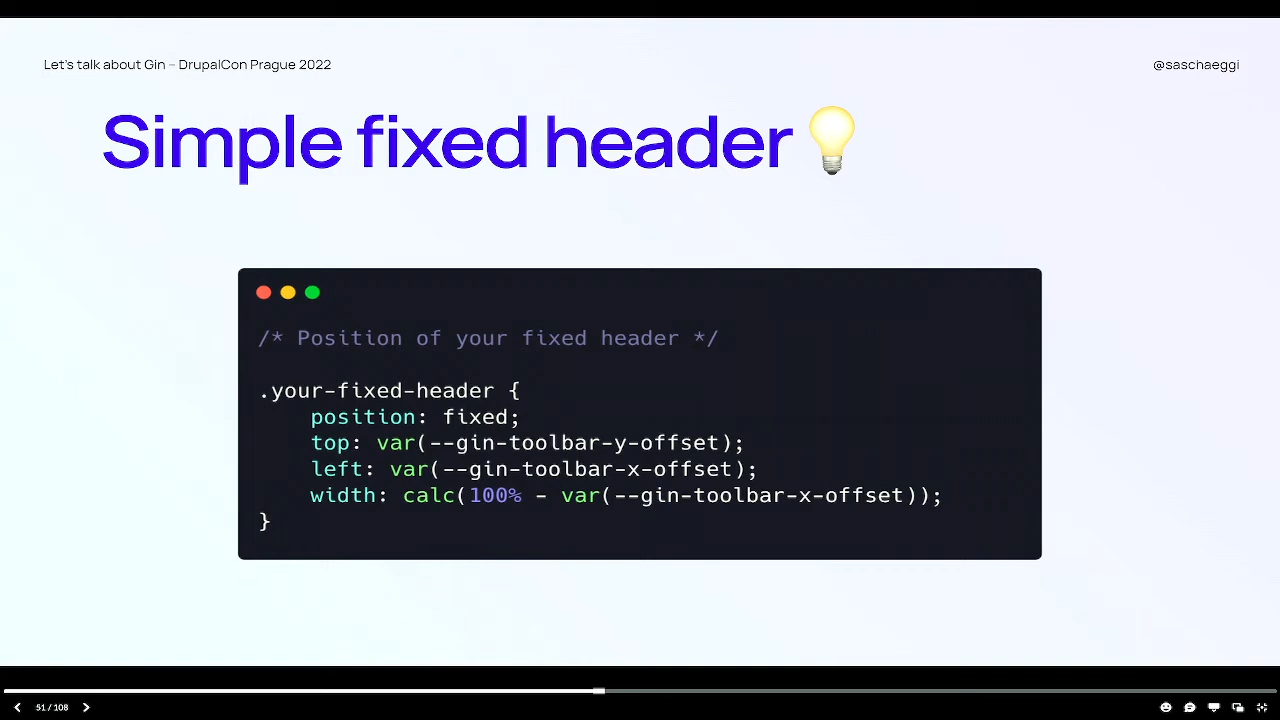 Let's talk about Gin – DrupalCon Prague 2022
@saschaeggi
Simple fixed header 💡
/* Position of your fixed header */
.your-fixed-header {
    position: fixed;
    top: var(--gin-toolbar-y-offset);
    left: var(--gin-toolbar-x-offset);
    width: calc(100% - var(--gin-toolbar-x-offset));
}
51 / 108